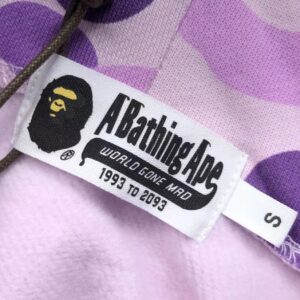 A Bathing Ape
WORLD GONE MAD
1993 TO 2093
S